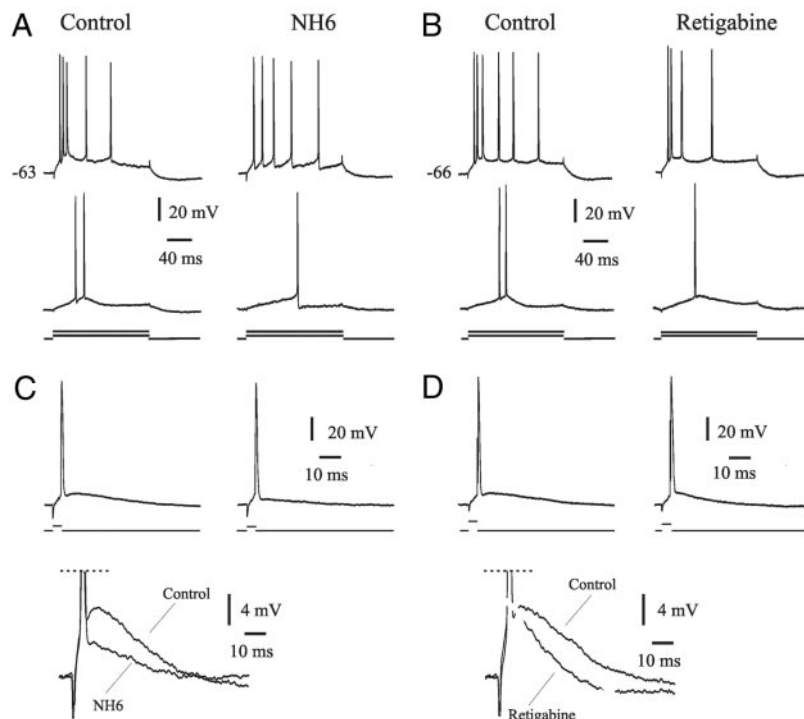 A Control NH6
B Control Retigabine
-63
-66
20 mV
40 ms
20 mV
40 ms
C
D
20 mV
10 ms
20 mV
10 ms
Control
4 mV
10 ms
NH6
Control
4 mV
10 ms
Retigabine